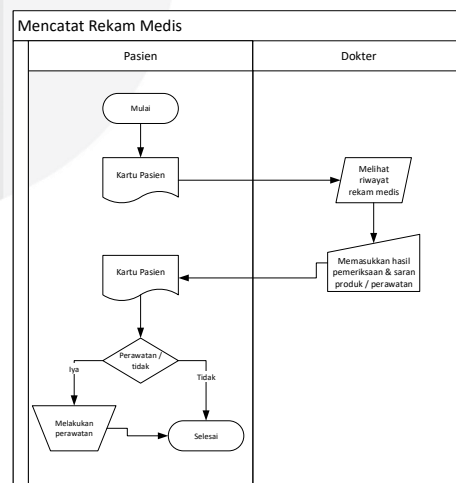 Mencatat Rekam Medis
Pasien
Dokter
Mulai
Kartu Pasien
Melihat
riwayat
rekam medis
Memasukkan hasil
pemeriksaan & saran
produk / perawatan
Kartu Pasien
Perawatan /
tidak
Iya
Tidak
Melakukan
perawatan
Selesai